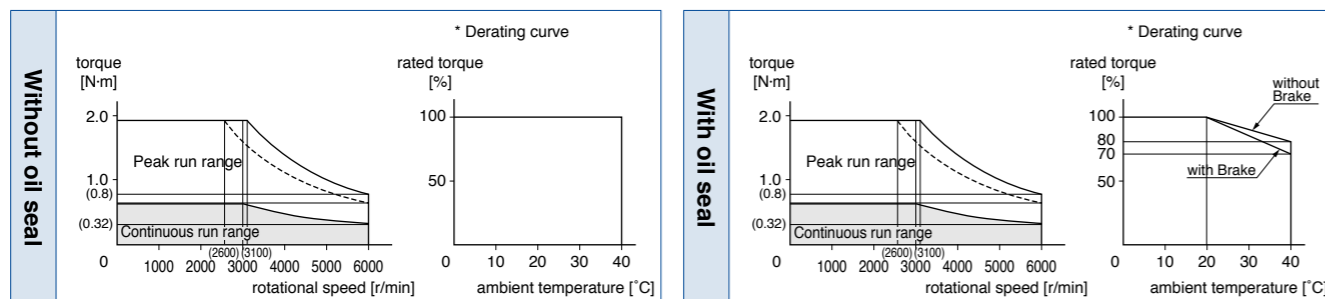 Without oil seal
* Derating curve
torque
[N·m]
rated torque
[%]
2.0
Peak run range
1.0
(0.8)
(0.32)
Continuous run range
(2600)
(3100)
0
1000 2000 3000 4000 5000 6000
rotational speed [r/min]
100
50
0
10 20 30 40
ambient temperature [˚C]
With oil seal
* Derating curve
torque
[N·m]
rated torque
[%]
2.0
Peak run range
1.0
(0.8)
(0.32)
Continuous run range
(2600)
(3100)
0
1000 2000 3000 4000 5000 6000
rotational speed [r/min]
without
Brake
100
80
70
with Brake
50
0
10 20 30 40
ambient temperature [˚C]